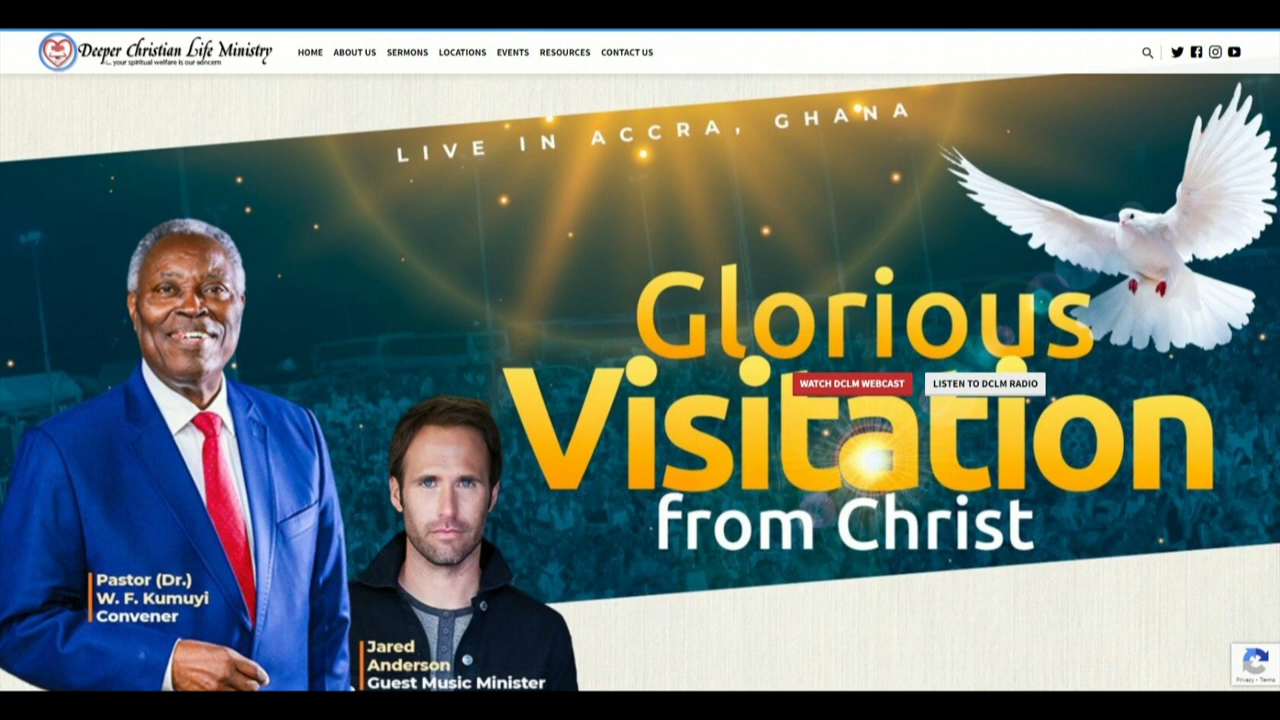 Deeper Christian Life Ministry
... your spiritual welfare is our concern
HOME ABOUT US SERMONS LOCATIONS EVENTS RESOURCES CONTACT US
LIVE IN ACCRA, GHANA
Glorious
Visitation
WATCH DCLM WEBCAST LISTEN TO DCLM RADIO
from Christ
Pastor (Dr.)
W. F. Kumuyi
Convener
Jared
Anderson
Guest Music Minister
Privacy - Terms